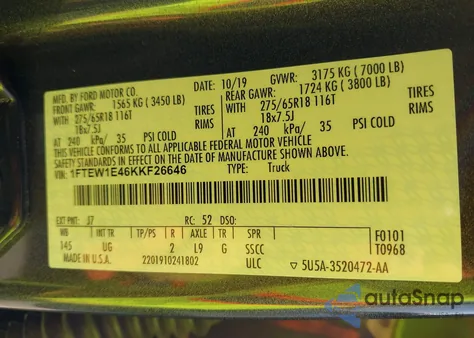 MFD. BY FORD MOTOR CO.
DATE: 10/19 GVWR: 3175 KG ( 7000 LB)
FRONT GAWR: 1565 KG ( 3450 LB) REAR GAWR: 1724 KG ( 3800 LB)
WITH 275/65R18 116T TIRES WITH 275/65R18 116T TIRES
18x7.5J RIMS 18x7.5J RIMS
AT 240 kPa/ 35 PSI COLD AT 240 kPa/ 35 PSI COLD
THIS VEHICLE CONFORMS TO ALL APPLICABLE FEDERAL MOTOR VEHICLE
SAFETY STANDARDS IN EFFECT ON THE DATE OF MANUFACTURE SHOWN ABOVE.
1FTEW1E46KKF26646 TYPE: Truck
EXT PNT: J7 RC: 52 DSO: F0101
WB INT TR TP/PS R AXLE TR SPR T0968
145 UG 2 L9 G SSCC
MADE IN U.S.A. 2201910241802 ULC ▽ 5U5A-3520472-AA
autoSnap